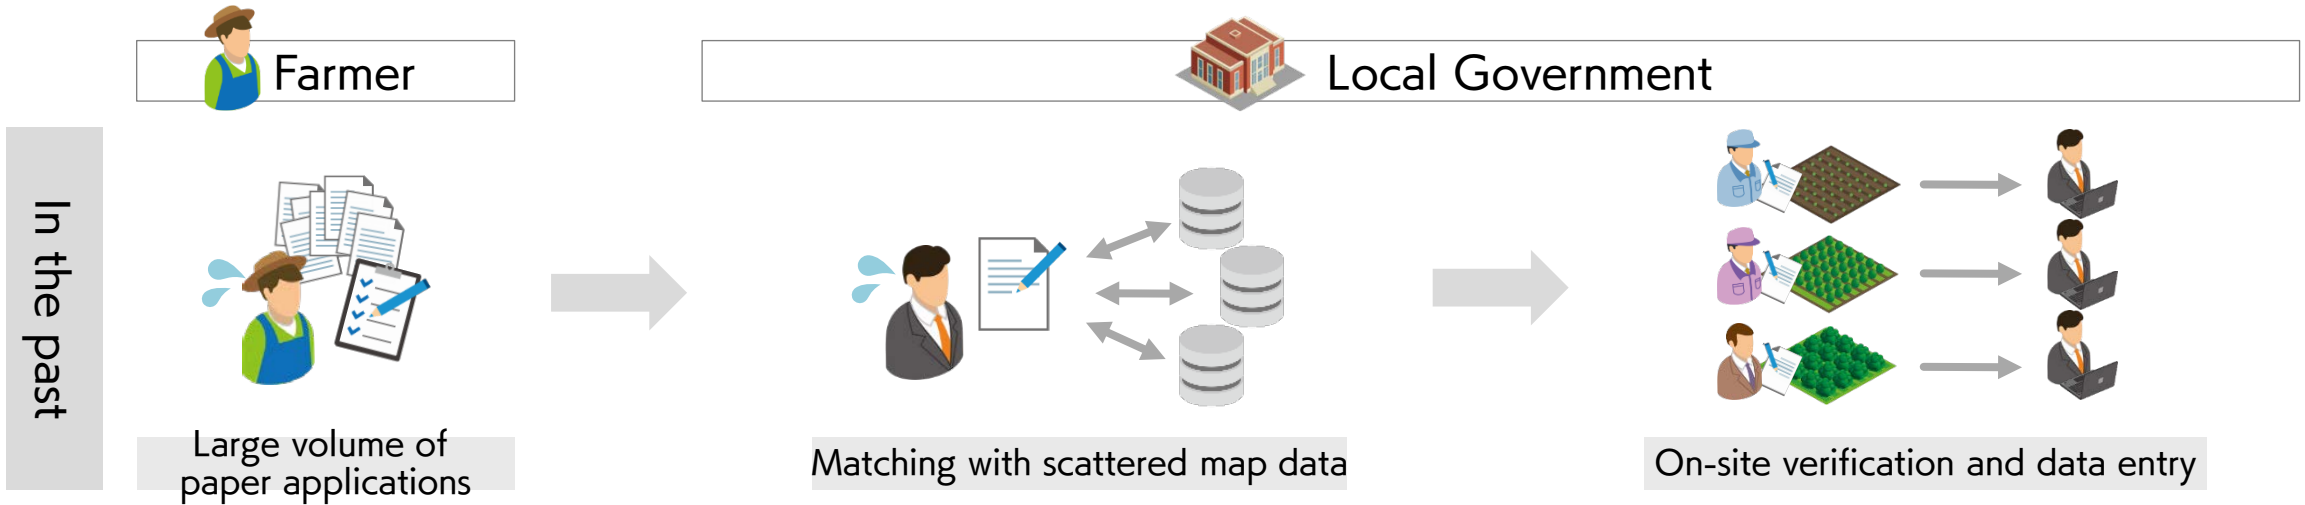 Farmer
Local Government
In the past
Large volume of
paper applications
Matching with scattered map data
On-site verification and data entry